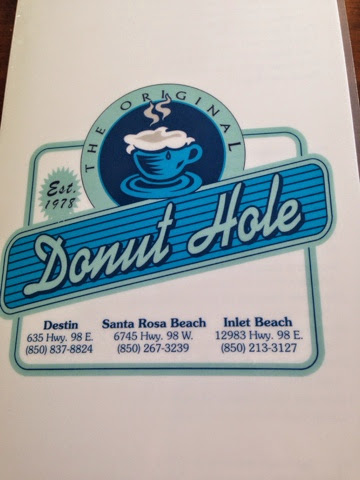 THE ORIGINAL
Est.
1978
Donut Hole
Destin
635 Hwy. 98 E.
(850) 837-8824
Santa Rosa Beach
6745 Hwy. 98 W.
(850) 267-3239
Inlet Beach
12983 Hwy. 98 E.
(850) 213-3127